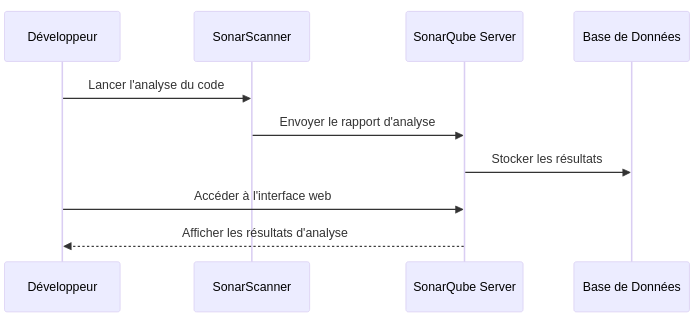 Développeur
SonarScanner
SonarQube Server
Base de Données
Lancer l'analyse du code
Envoyer le rapport d'analyse
Stocker les résultats
Accéder à l'interface web
Afficher les résultats d'analyse
Développeur
SonarScanner
SonarQube Server
Base de Données